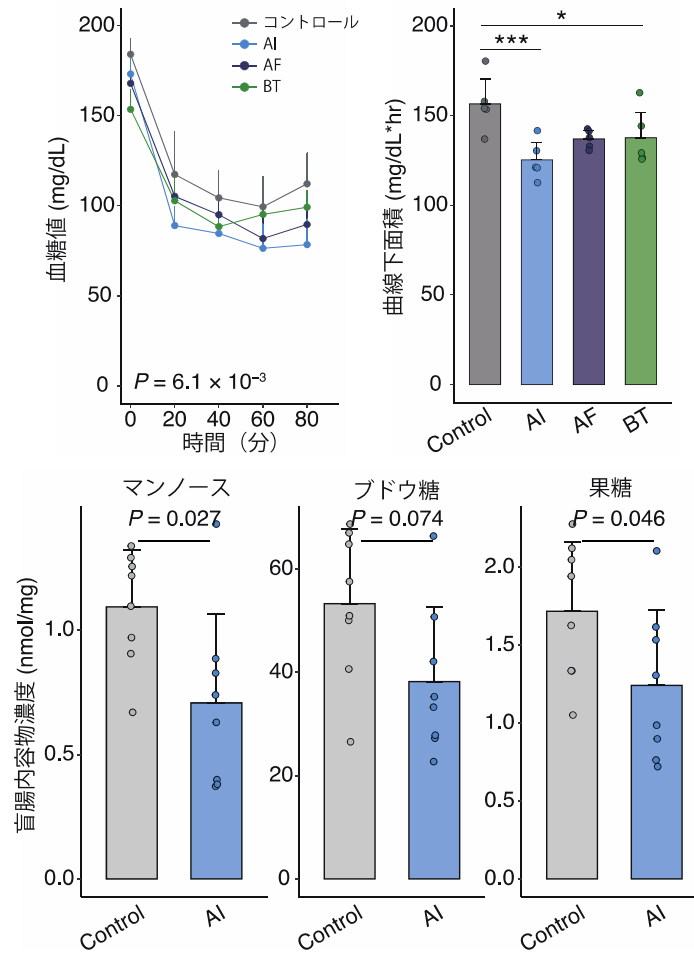 200
150
100
50
0
血糖値 (mg/dL)
コントロール
AI
AF
BT
P = 6.1 × 10⁻³
0 20 40 60 80
時間（分）
200
150
100
50
0
曲線下面積 (mg/dL*hr)
*
***
Control AI AF BT
盲腸内容物濃度 (nmol/mg)
マンノース
P = 0.027
1.0
0.5
0.0
Control AI
ブドウ糖
P = 0.074
60
40
20
0
Control AI
果糖
P = 0.046
2.0
1.5
1.0
1.5
0.0
Control AI